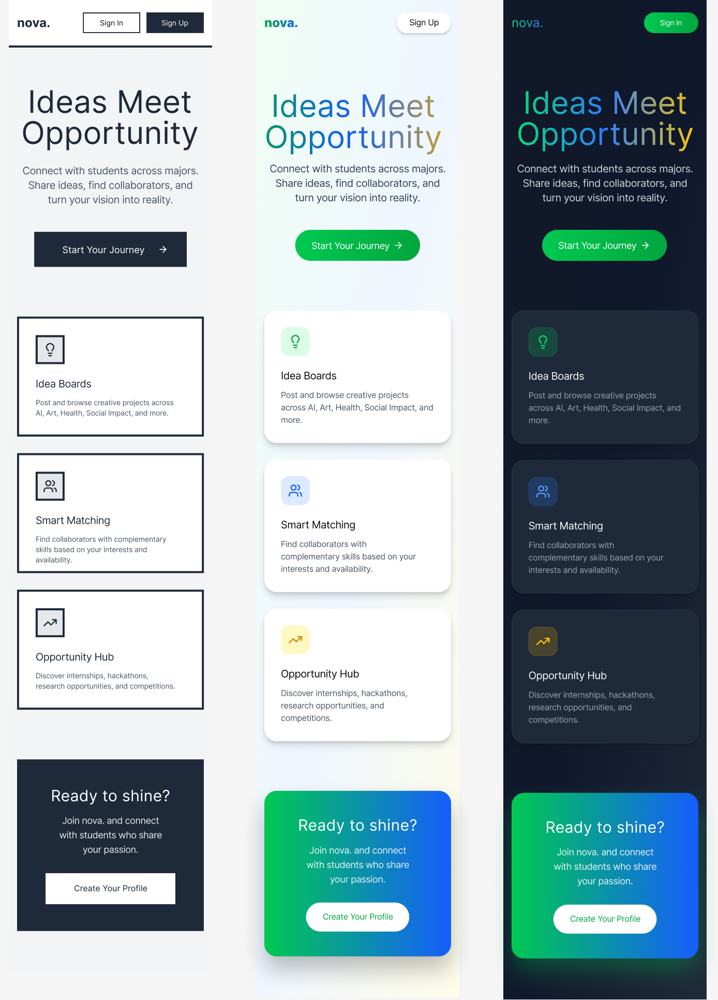 nova.
Sign In
Sign Up
Ideas Meet
Opportunity
Connect with students across majors.
Share ideas, find collaborators, and
turn your vision into reality.
Start Your Journey →
Idea Boards
Post and browse creative projects across
AI, Art, Health, Social Impact, and more.
Smart Matching
Find collaborators with complementary
skills based on your interests and
availability.
Opportunity Hub
Discover internships, hackathons,
research opportunities, and competitions.
Ready to shine?
Join nova. and connect
with students who share
your passion.
Create Your Profile
nova.
Sign Up
Ideas Meet
Opportunity
Connect with students across majors.
Share ideas, find collaborators, and
turn your vision into reality.
Start Your Journey →
Idea Boards
Post and browse creative projects
across AI, Art, Health, Social Impact, and
more.
Smart Matching
Find collaborators with
complementary skills based on your
interests and availability.
Opportunity Hub
Discover internships, hackathons,
research opportunities, and
competitions.
Ready to shine?
Join nova. and connect
with students who share
your passion.
Create Your Profile
nova.
Sign In
Ideas Meet
Opportunity
Connect with students across majors.
Share ideas, find collaborators, and
turn your vision into reality.
Start Your Journey →
Idea Boards
Post and browse creative projects
across AI, Art, Health, Social Impact, and
more.
Smart Matching
Find collaborators with
complementary skills based on your
interests and availability.
Opportunity Hub
Discover internships, hackathons,
research opportunities, and
competitions.
Ready to shine?
Join nova. and connect
with students who share
your passion.
Create Your Profile